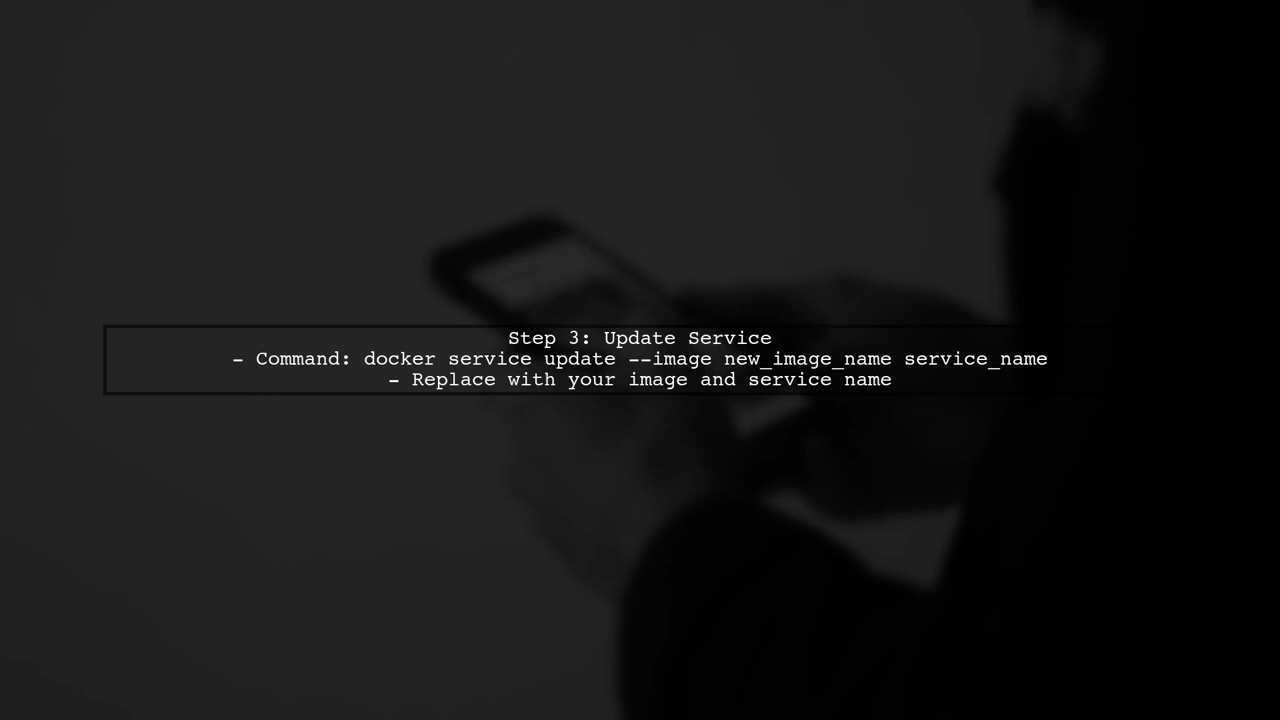 Step 3: Update Service
- Command: docker service update --image new_image_name service_name
- Replace with your image and service name